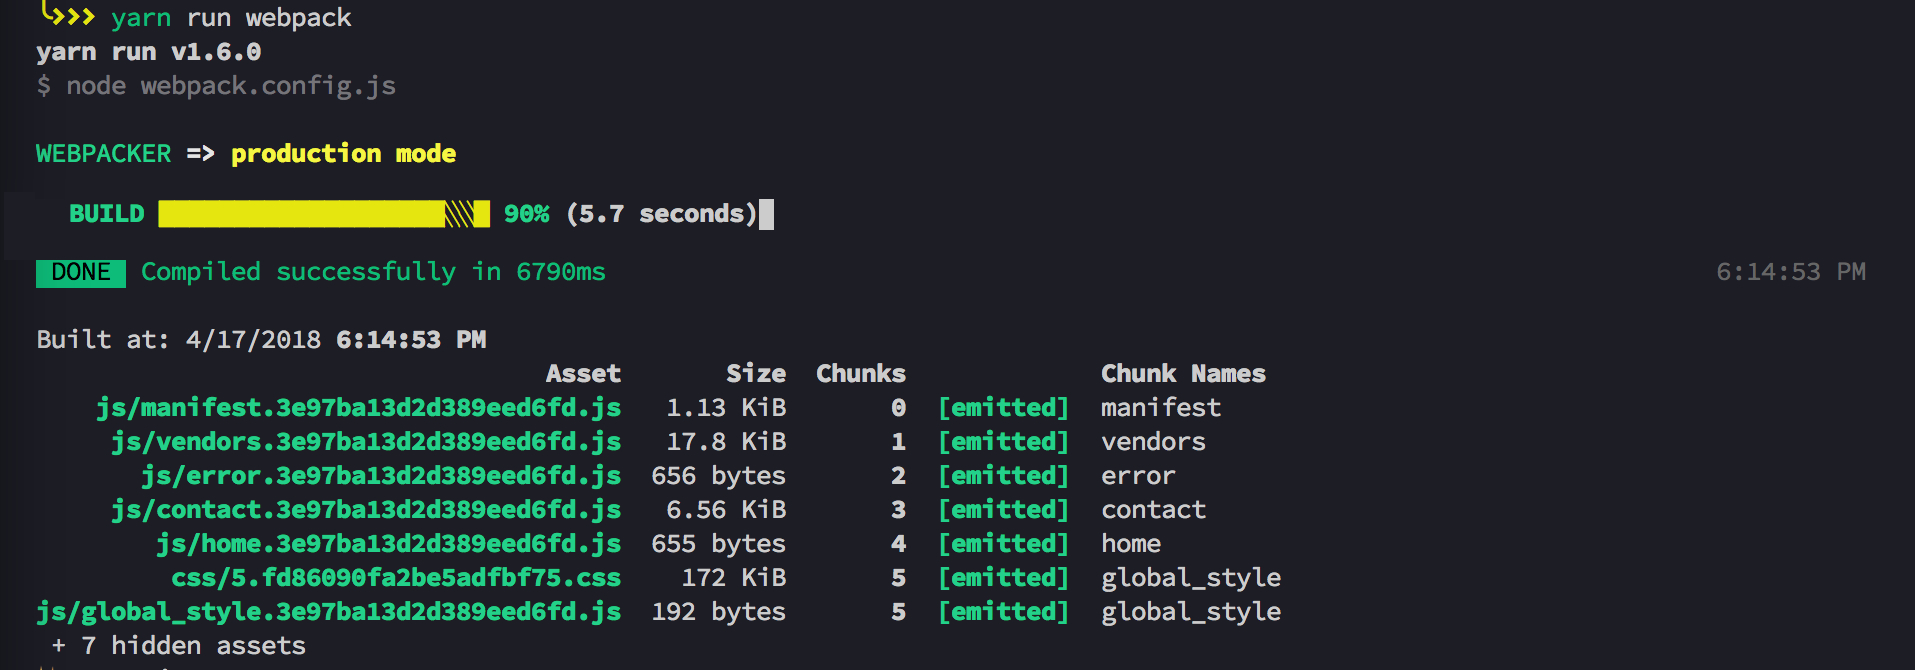 >>> yarn run webpack
yarn run v1.6.0
$ node webpack.config.js
WEBPACKER => production mode
BUILD 90% (5.7 seconds)
DONE Compiled successfully in 6790ms 6:14:53 PM
Built at: 4/17/2018 6:14:53 PM
Asset Size Chunks Chunk Names
js/manifest.3e97ba13d2d389eed6fd.js 1.13 KiB 0 [emitted] manifest
js/vendors.3e97ba13d2d389eed6fd.js 17.8 KiB 1 [emitted] vendors
js/error.3e97ba13d2d389eed6fd.js 656 bytes 2 [emitted] error
js/contact.3e97ba13d2d389eed6fd.js 6.56 KiB 3 [emitted] contact
js/home.3e97ba13d2d389eed6fd.js 655 bytes 4 [emitted] home
css/5.fd86090fa2be5adfbf75.css 172 KiB 5 [emitted] global_style
js/global_style.3e97ba13d2d389eed6fd.js 192 bytes 5 [emitted] global_style
+ 7 hidden assets